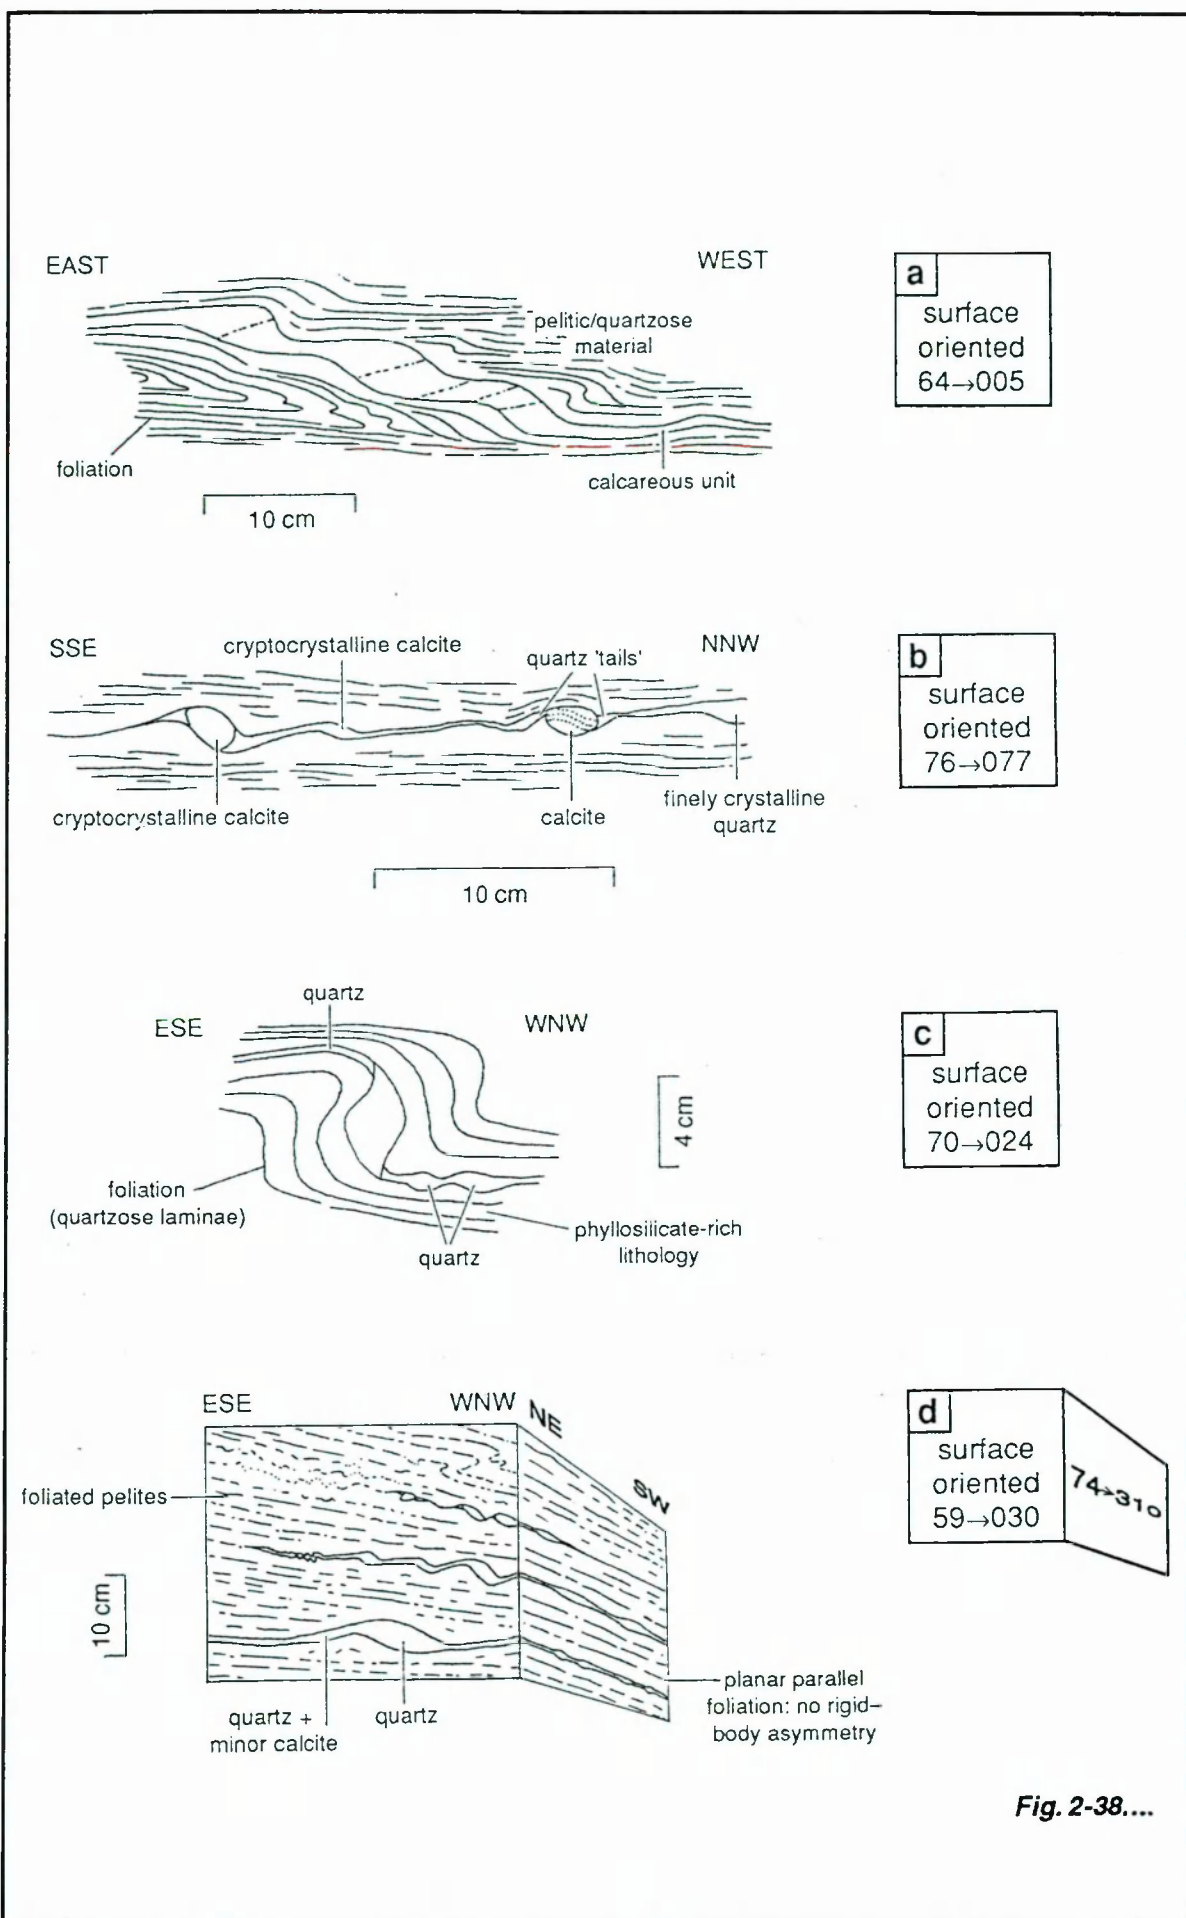 EAST
WEST
pelitic/quartzose
material
foliation
calcareous unit
10 cm
a
surface
oriented
64→005
SSE
cryptocrystalline calcite
quartz 'tails'
NNW
cryptocrystalline calcite
calcite
finely crystalline
quartz
10 cm
b
surface
oriented
76→077
quartz
ESE
WNW
4 cm
foliation
(quartzose laminae)
quartz
phyllosilicate-rich
lithology
c
surface
oriented
70→024
ESE
WNW
NE
SW
foliated pelites
10 cm
quartz +
minor calcite
quartz
planar parallel
foliation: no rigid–
body asymmetry
d
surface
oriented
59→030
74→310
Fig. 2-38....